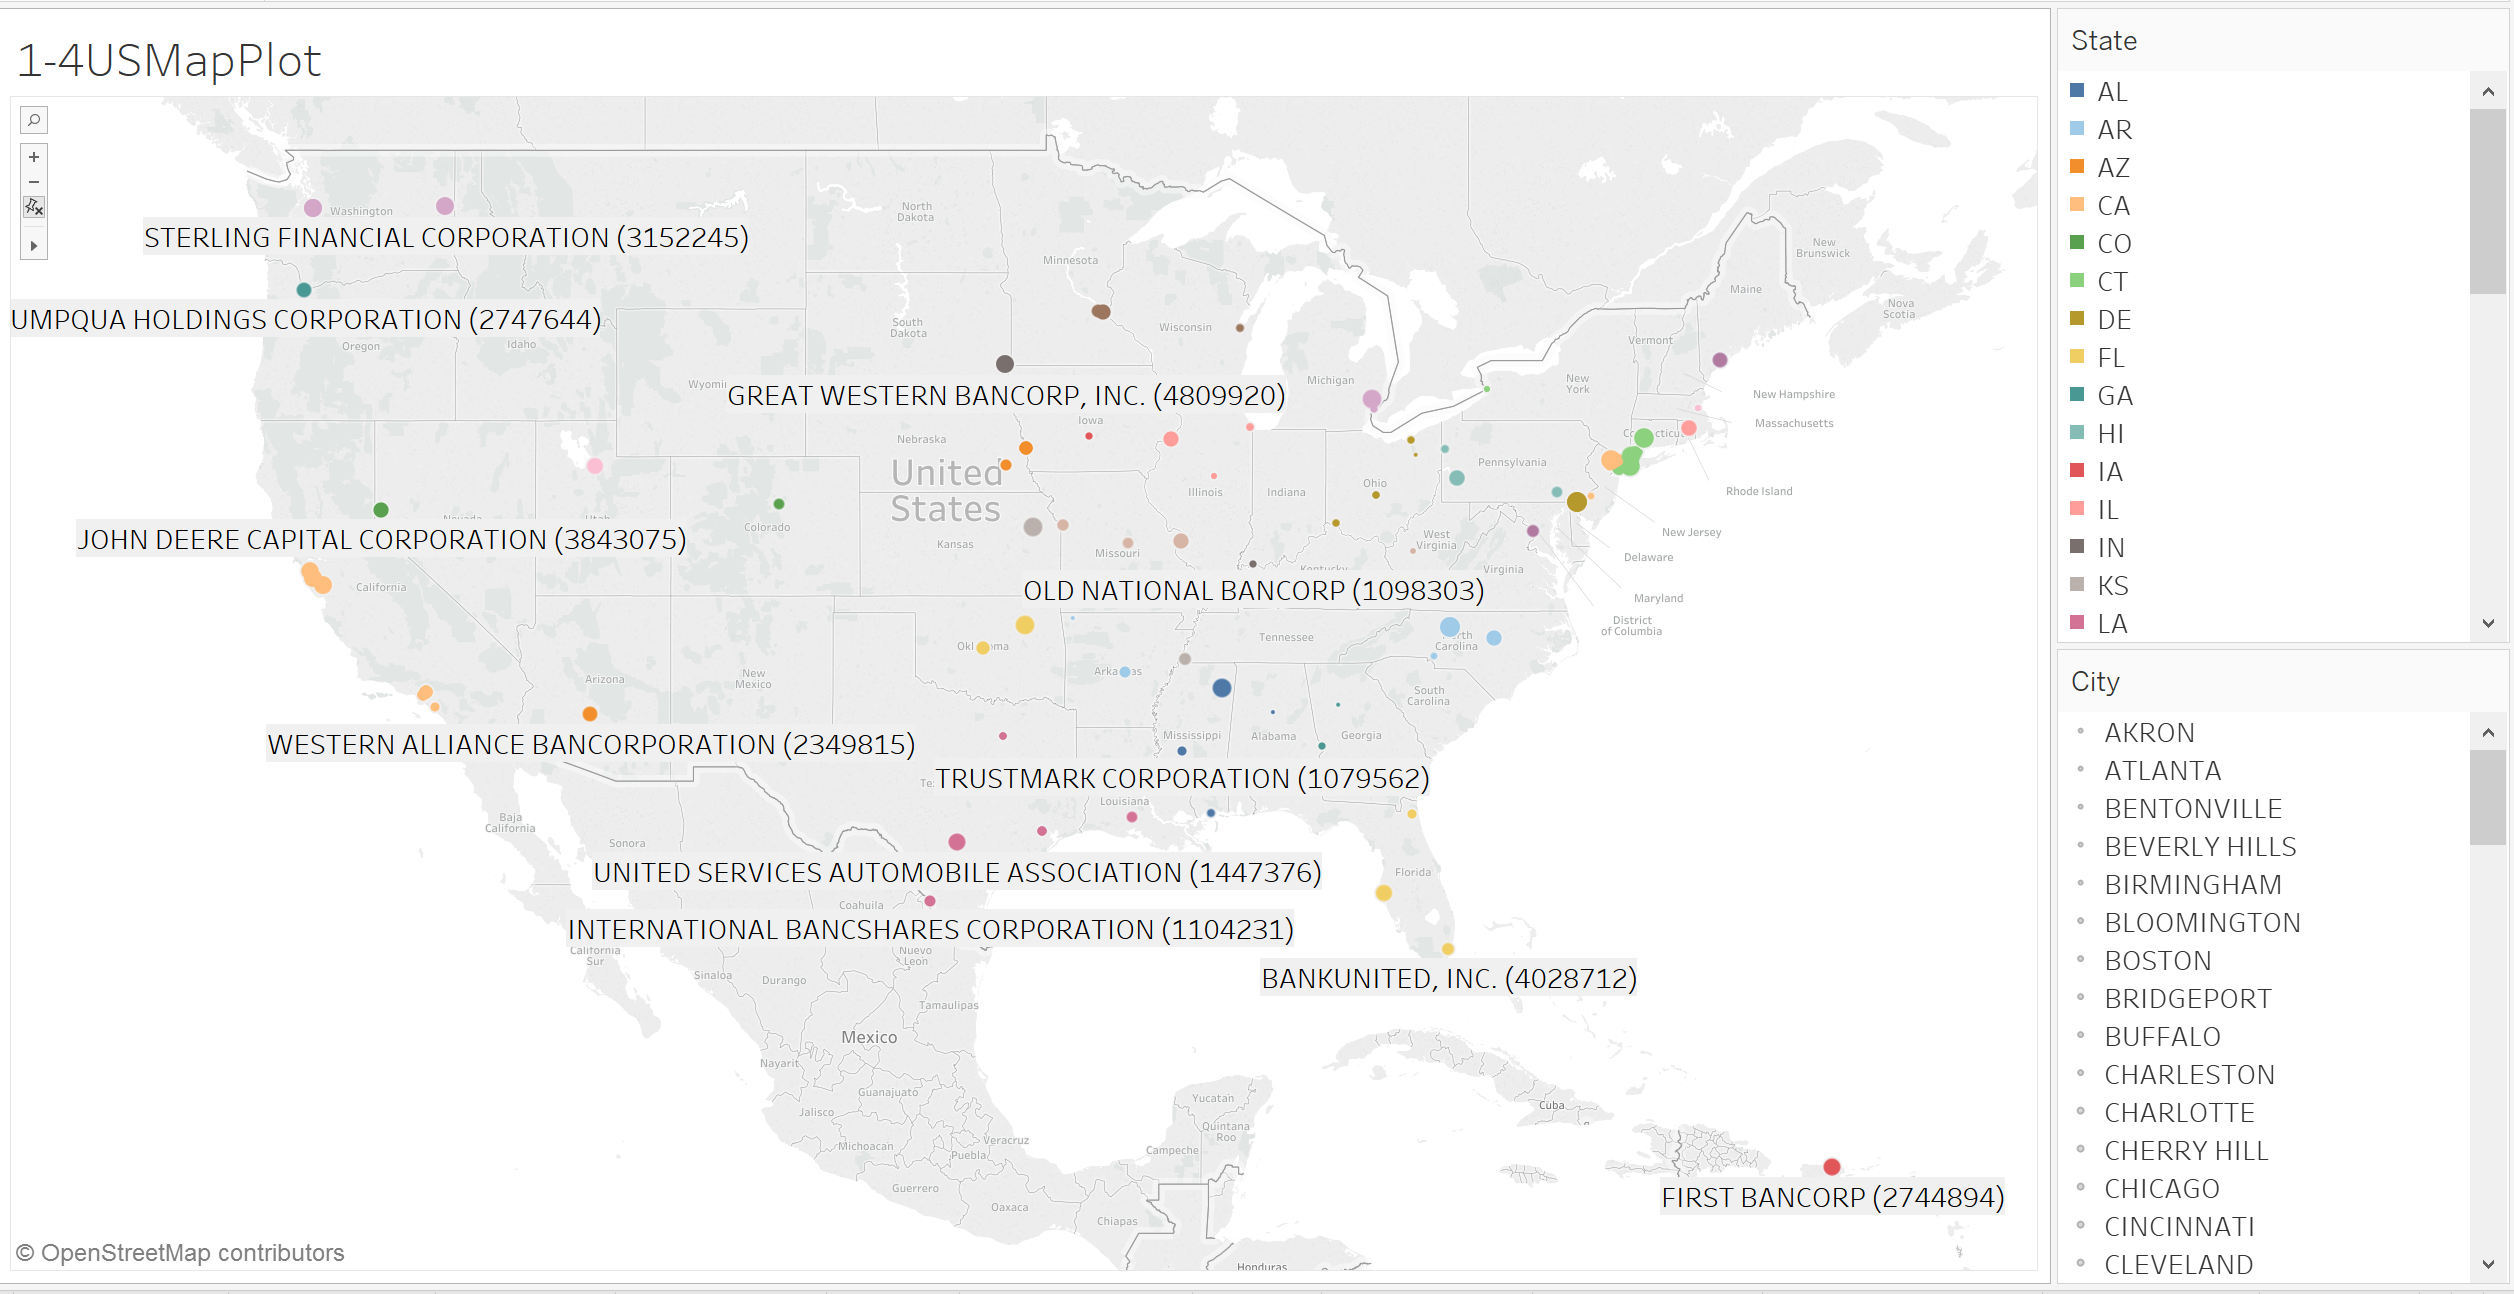 1-4USMapPlot
Washington
North
Dakota
STERLING FINANCIAL CORPORATION (3152245)
Minnesota
New
Brunswick
Maine
Nova
Scotia
UMPQUA HOLDINGS CORPORATION (2747644)
South
Dakota
Wisconsin
Oregon
Idaho
Vermont
Michigan
New
York
GREAT WESTERN BANCORP, INC. (4809920)
New Hampshire
Iowa
Massachusetts
Nebraska
United
States
Pennsylvania
Illinois
Indiana
Ohio
Rhode Island
JOHN DEERE CAPITAL CORPORATION (3843075)
Colorado
Kansas
Missouri
West
Virginia
New Jersey
Delaware
Virginia
California
OLD NATIONAL BANCORP (1098303)
Maryland
District
of Columbia
Tennessee
Carolina
Arizona
New
Mexico
South
Carolina
WESTERN ALLIANCE BANCORPORATION (2349815)
Mississippi
Alabama
Georgia
TRUSTMARK CORPORATION (1079562)
Louisiana
Baja
California
Sonora
UNITED SERVICES AUTOMOBILE ASSOCIATION (1447376)
Florida
Coahuila
INTERNATIONAL BANCSHARES CORPORATION (1104231)
California
Sur
Nuevo
Leon
Sinaloa
Durango
BANKUNITED, INC. (4028712)
Tamaulipas
Mexico
Nayarit
Guanajuato
Yucatan
Jalisco
Cuba
Quintana
Roo
Michoacan
Veracruz
Puebla
Campeche
Guerrero
Oaxaca
Chiapas
FIRST BANCORP (2744894)
Honduras
© OpenStreetMap contributors
State
AL
AR
AZ
CA
CO
CT
DE
FL
GA
HI
IA
IL
IN
KS
LA
City
AKRON
ATLANTA
BENTONVILLE
BEVERLY HILLS
BIRMINGHAM
BLOOMINGTON
BOSTON
BRIDGEPORT
BUFFALO
CHARLESTON
CHARLOTTE
CHERRY HILL
CHICAGO
CINCINNATI
CLEVELAND